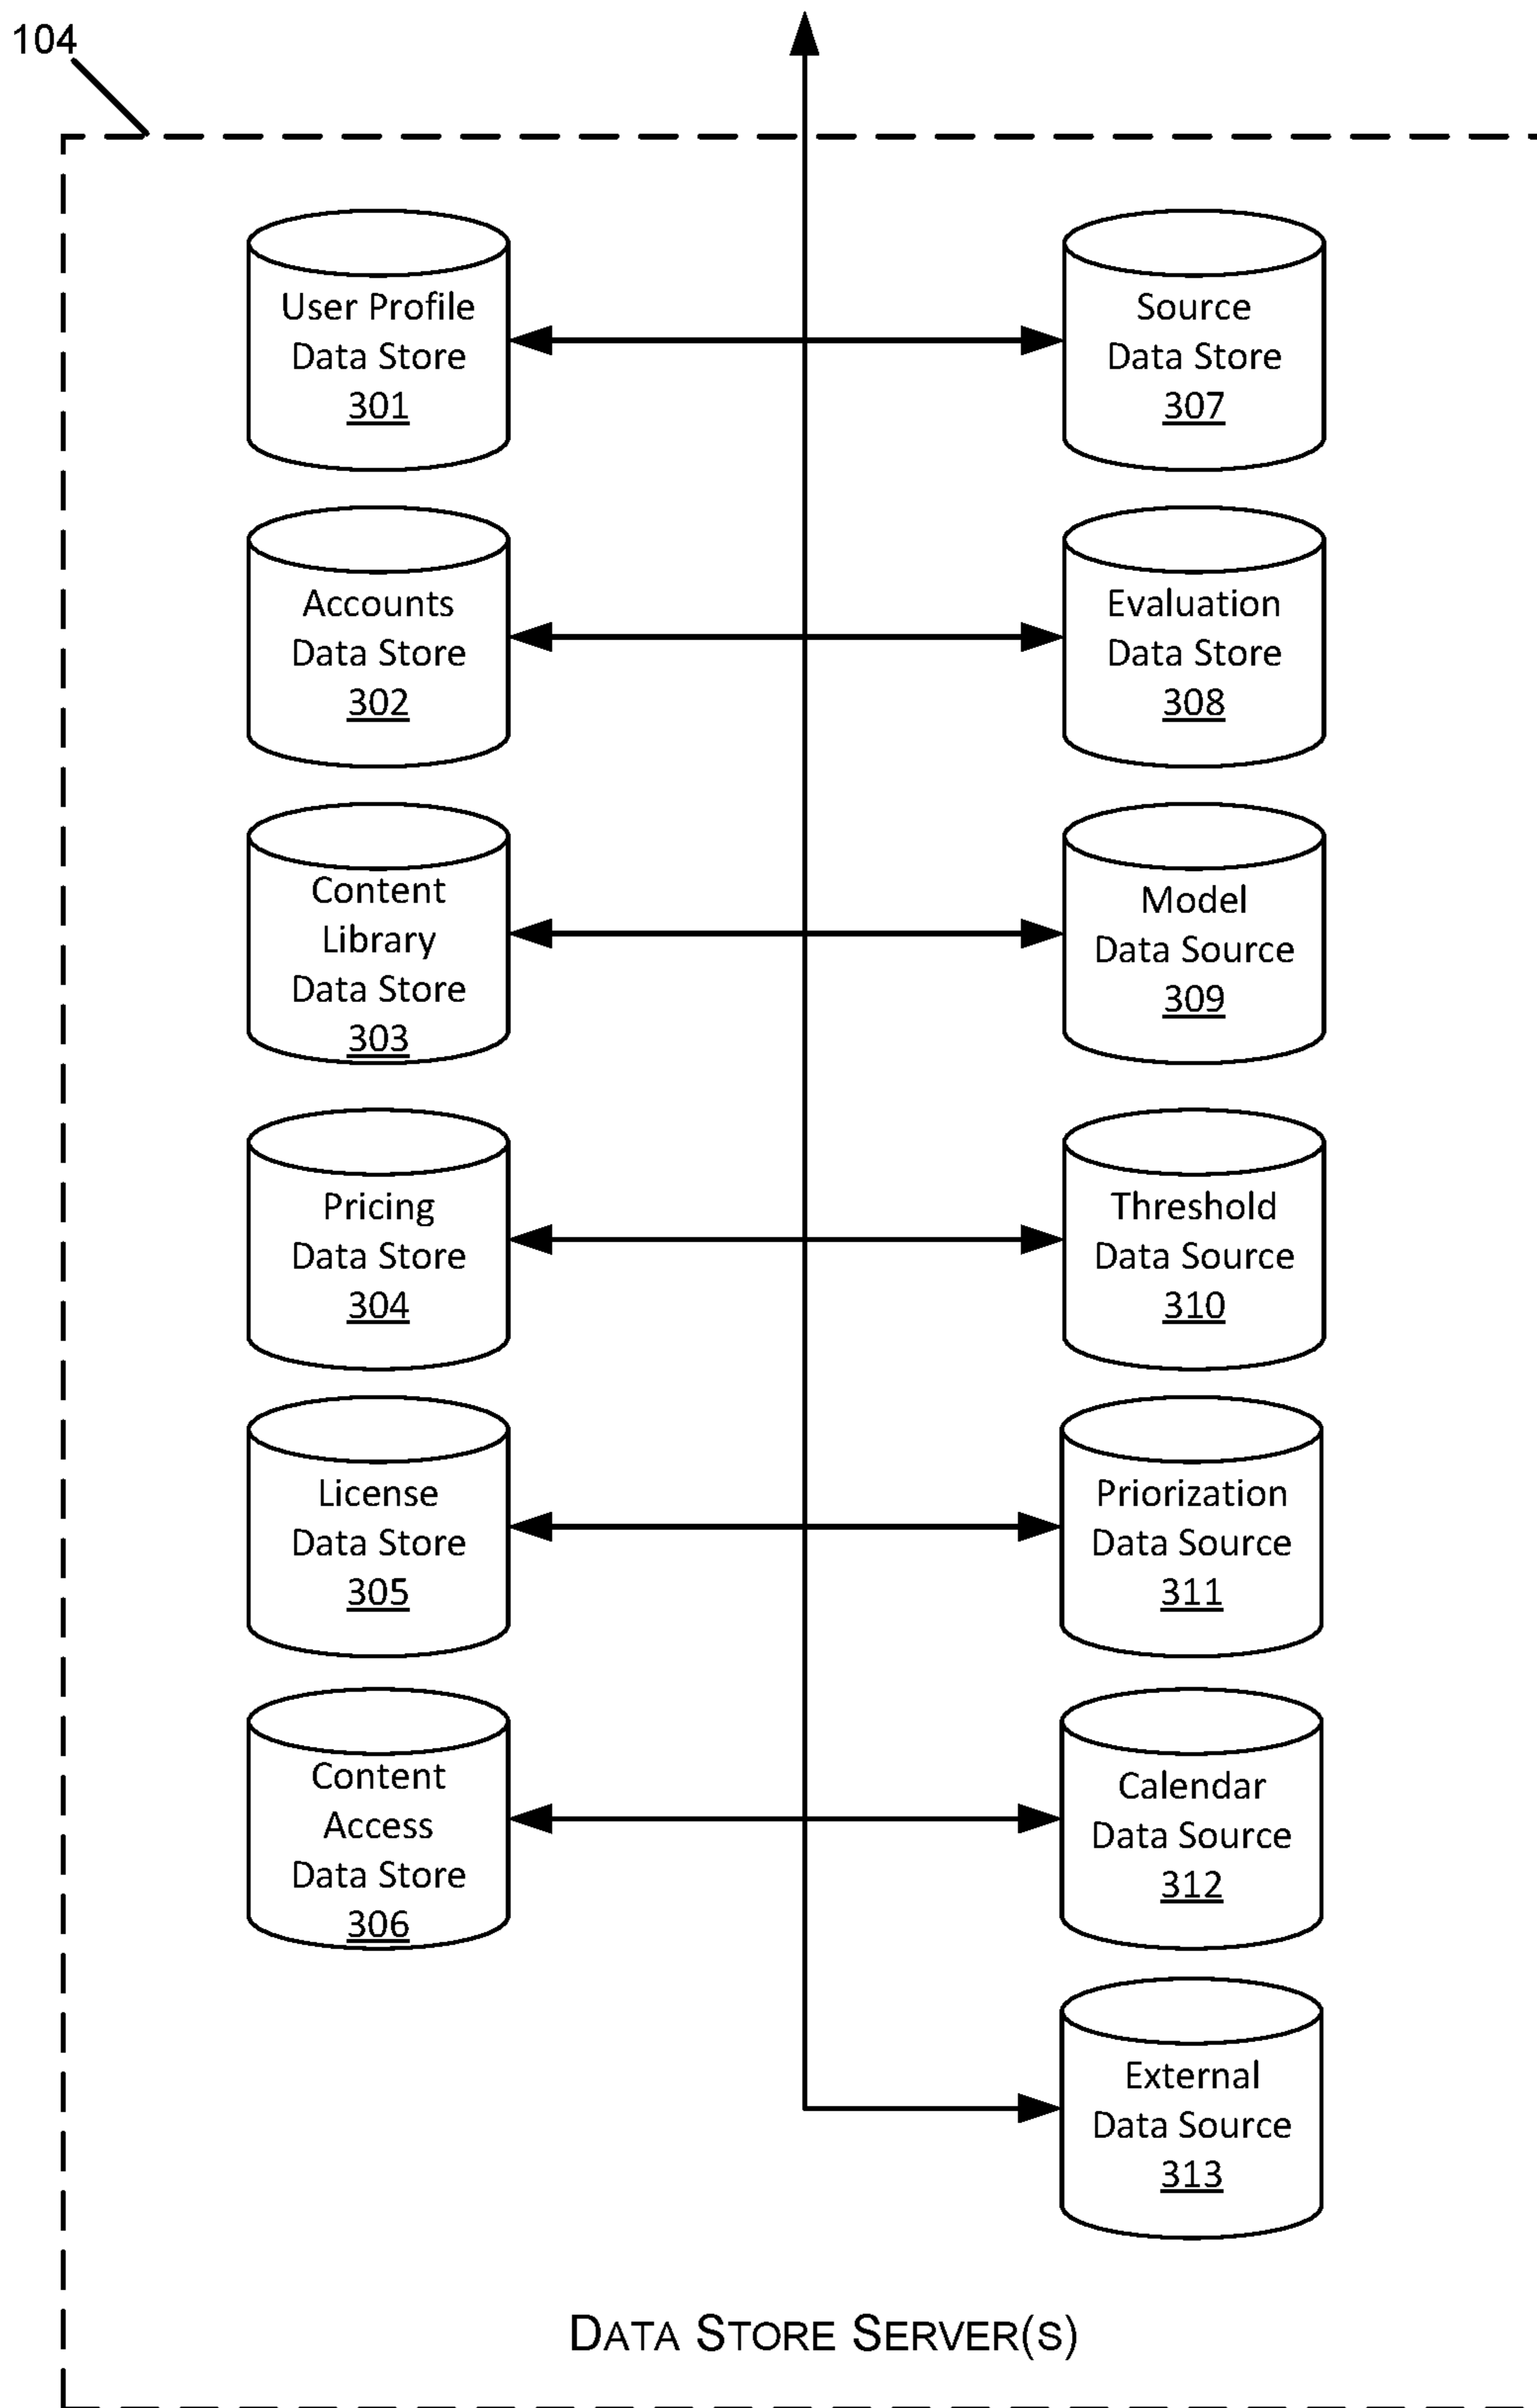 104
User Profile
Data Store
301
Source
Data Store
307
Accounts
Data Store
302
Evaluation
Data Store
308
Content
Library
Data Store
303
Model
Data Source
309
Pricing
Data Store
304
Threshold
Data Source
310
License
Data Store
305
Priorization
Data Source
311
Content
Access
Data Store
306
Calendar
Data Source
312
External
Data Source
313
DATA STORE SERVER(S)